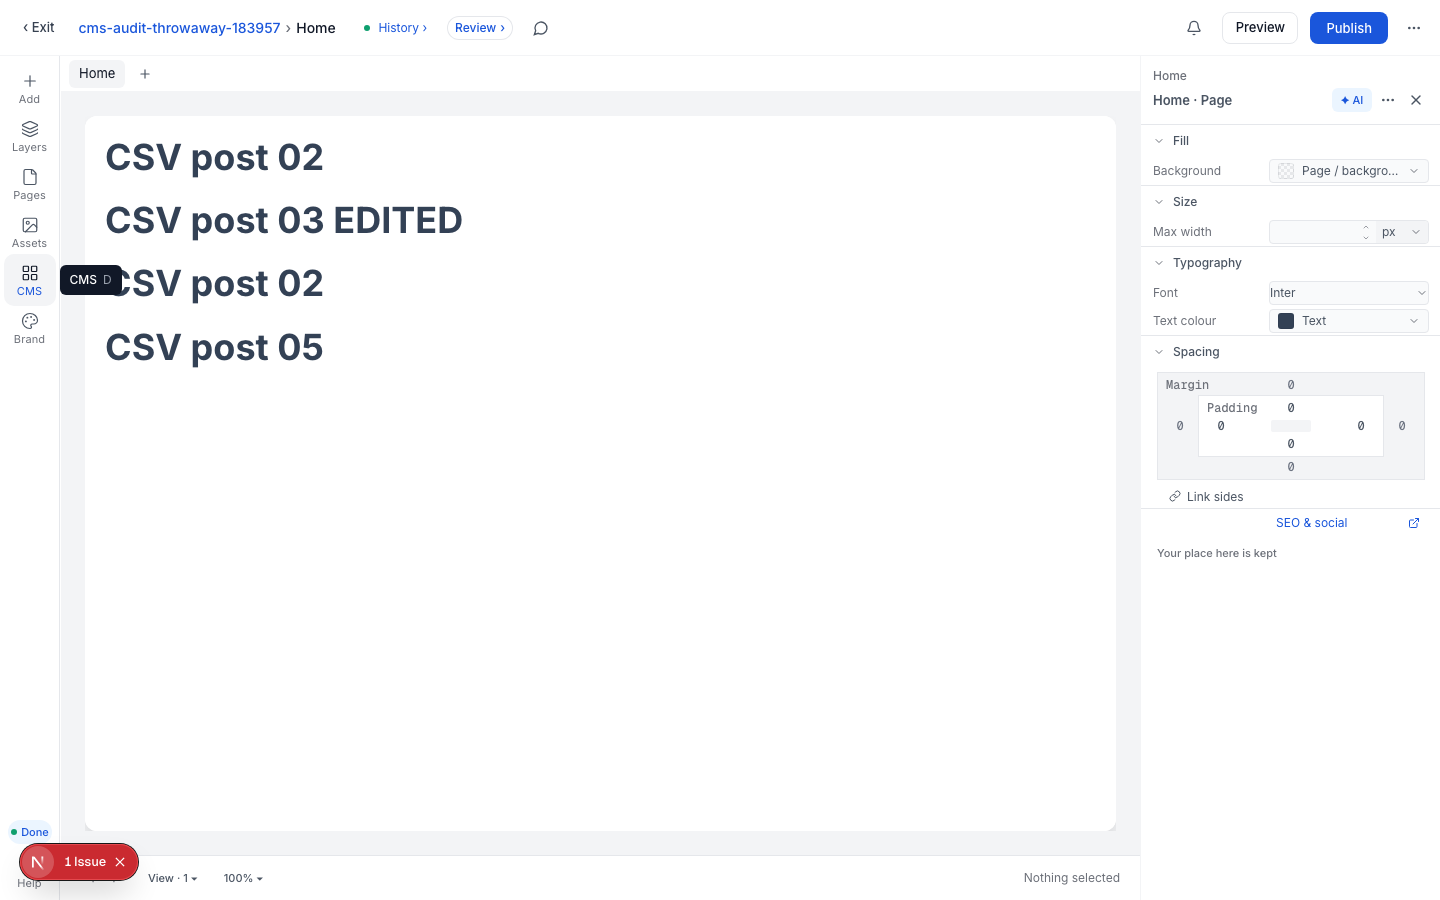 ‹ Exit
cms-audit-throwaway-183957 › Home
History ›
Review ›
Preview
Publish
Add
Layers
Pages
Assets
CMS
Brand
CMS D
Home
CSV post 02
CSV post 03 EDITED
CSV post 02
CSV post 05
Home
Home · Page
AI
Fill
Background
Page / backgro...
Size
Max width
px
Typography
Font
Inter
Text colour
Text
Spacing
Margin
0
Padding
0
0
0
0
0
0
0
Link sides
SEO & social
Your place here is kept
Done
1 Issue
Help
View · 1
100%
Nothing selected